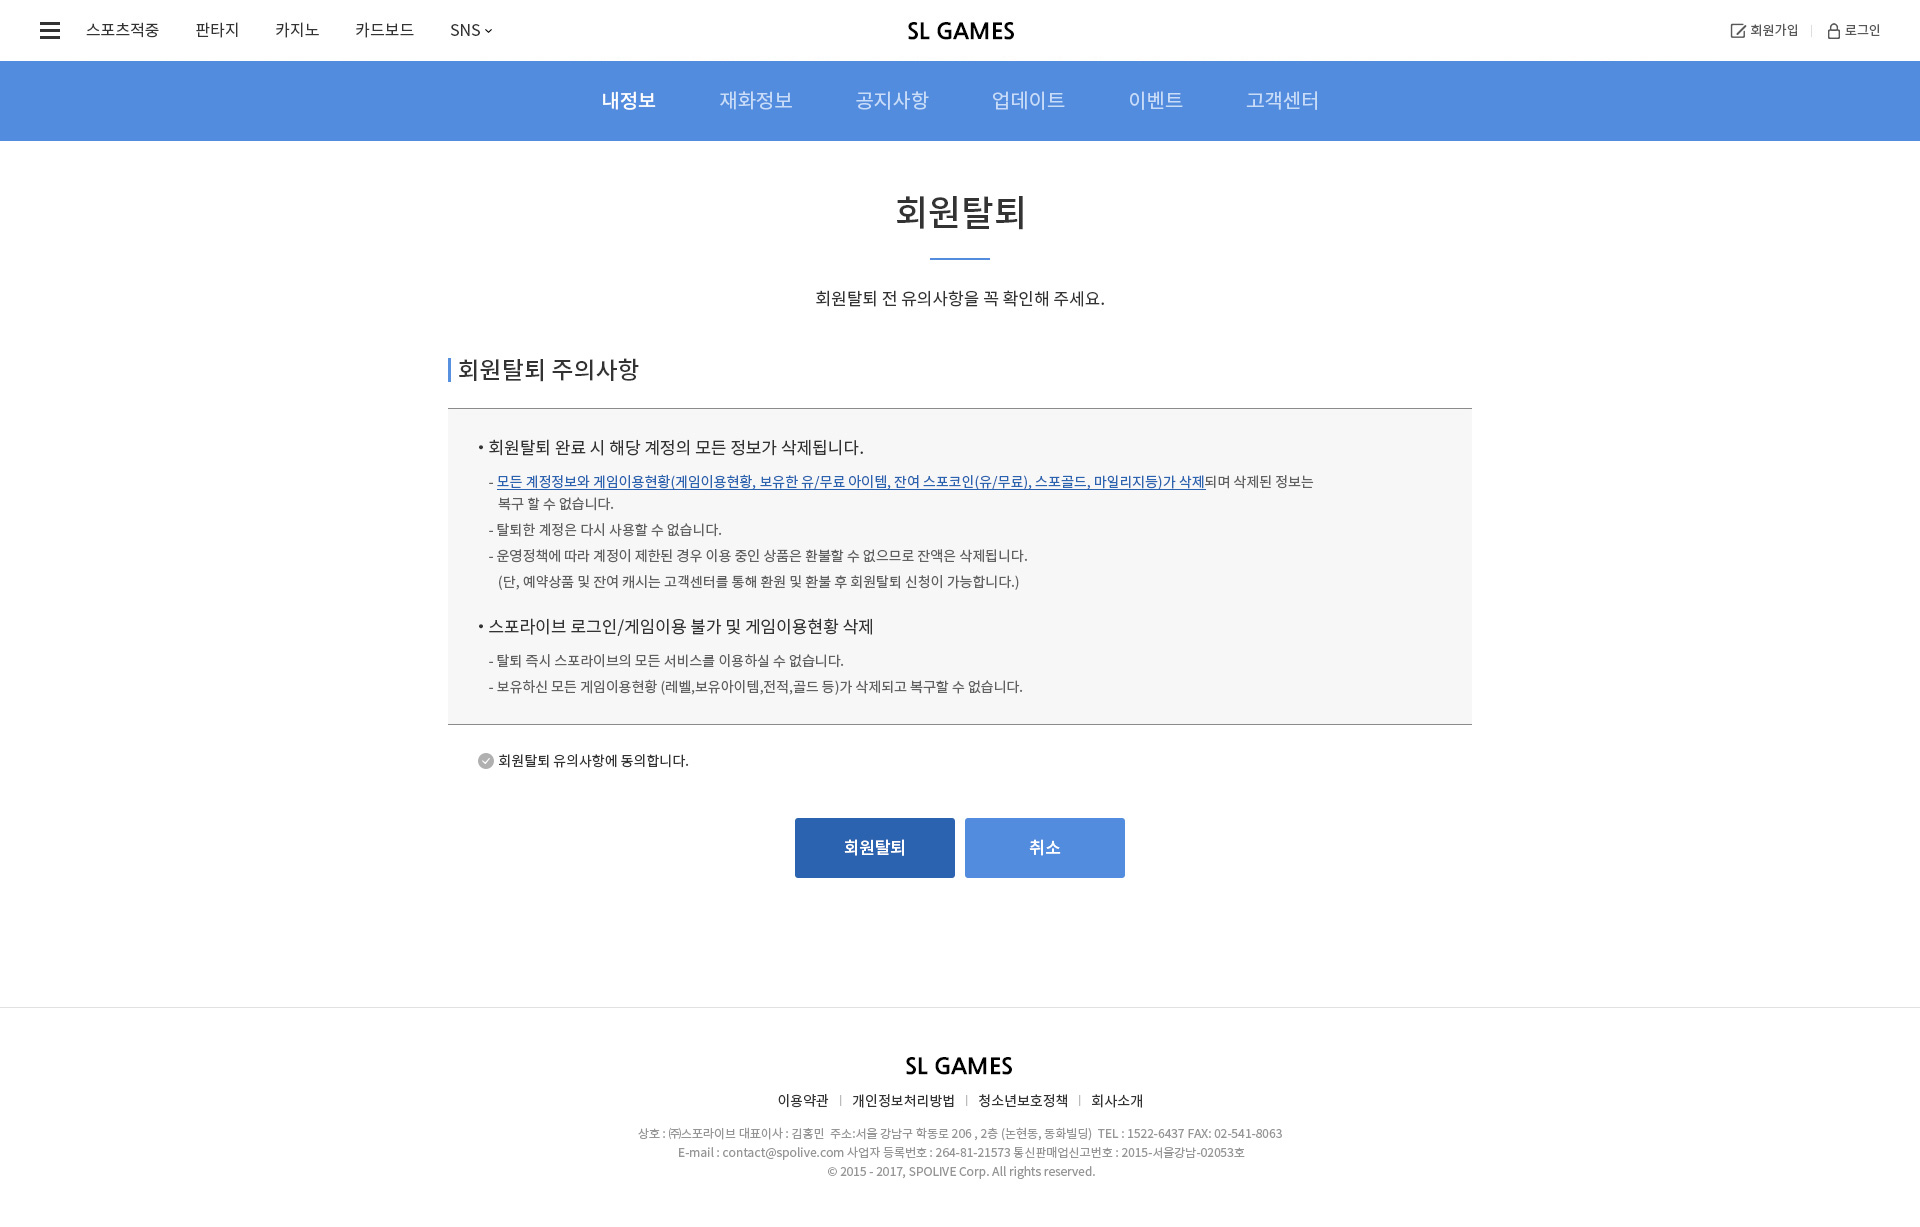 스포츠적중 판타지 카지노 카드보드 SNS SL GAMES 회원가입 로그인
내정보 재화정보 공지사항 업데이트 이벤트 고객센터
회원탈퇴
회원탈퇴 전 유의사항을 꼭 확인해 주세요.
회원탈퇴 주의사항
• 회원탈퇴 완료 시 해당 계정의 모든 정보가 삭제됩니다.
- 모든 계정정보와 게임이용현황(게임이용현황, 보유한 유/무료 아이템, 잔여 스포코인(유/무료), 스포골드, 마일리지등)가 삭제되며 삭제된 정보는
복구 할 수 없습니다.
- 탈퇴한 계정은 다시 사용할 수 없습니다.
- 운영정책에 따라 계정이 제한된 경우 이용 중인 상품은 환불할 수 없으므로 잔액은 삭제됩니다.
(단, 예약상품 및 잔여 캐시는 고객센터를 통해 환원 및 환불 후 회원탈퇴 신청이 가능합니다.)
• 스포라이브 로그인/게임이용 불가 및 게임이용현황 삭제
- 탈퇴 즉시 스포라이브의 모든 서비스를 이용하실 수 없습니다.
- 보유하신 모든 게임이용현황 (레벨,보유아이템,전적,골드 등)가 삭제되고 복구할 수 없습니다.
회원탈퇴 유의사항에 동의합니다.
회원탈퇴 취소
SL GAMES
이용약관 | 개인정보처리방법 | 청소년보호정책 | 회사소개
상호 : ㈜스포라이브 대표이사 : 김홍민 주소:서울 강남구 학동로 206 , 2층 (논현동, 동화빌딩) TEL : 1522-6437 FAX: 02-541-8063
E-mail : contact@spolive.com 사업자 등록번호 : 264-81-21573 통신판매업신고번호 : 2015-서울강남-02053호
© 2015 - 2017, SPOLIVE Corp. All rights reserved.